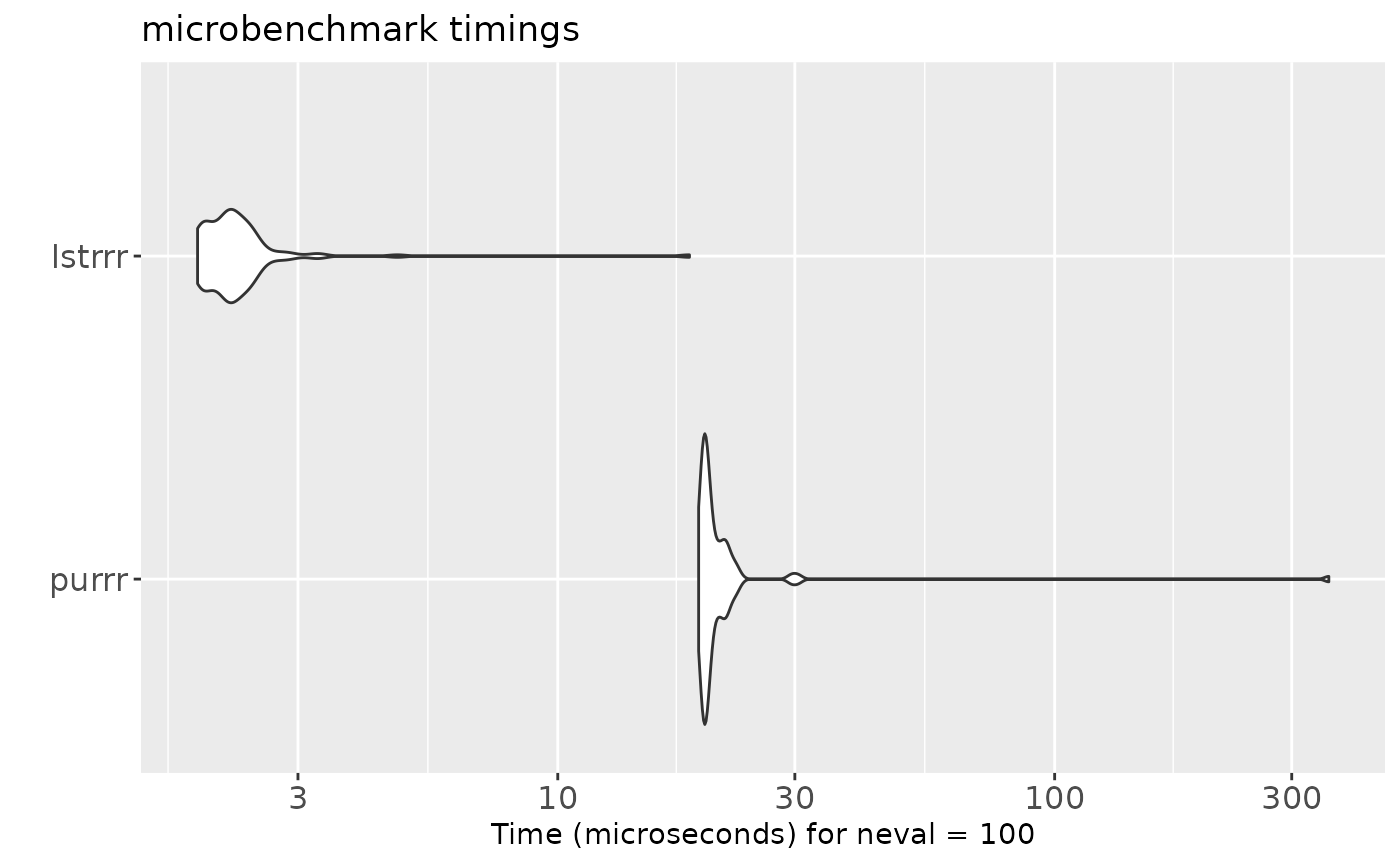 microbenchmark timings
lstrrr
purrr
3 10 30 100 300
Time (microseconds) for neval = 100